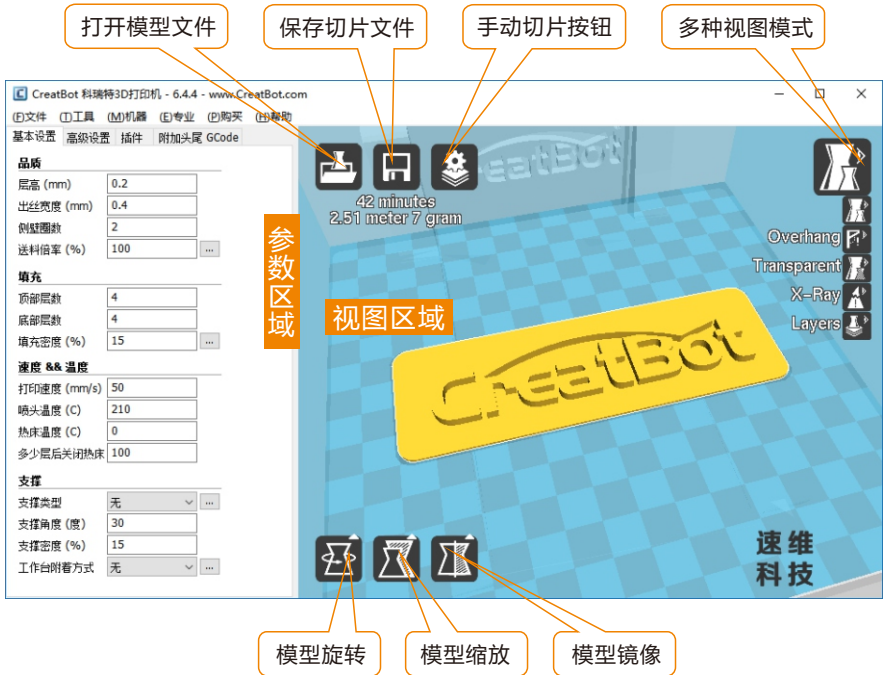 打开模型文件
保存切片文件
手动切片按钮
多种视图模式
C CreatBot 科瑞特3D打印机 - 6.4.4 - www.CreatBot.com
(F)文件 (T)工具 (M)机器 (E)专业 (P)购买 (H)帮助
基本设置 高级设置 插件 附加头尾 GCode
品质
层高 (mm) 0.2
出丝宽度 (mm) 0.4
侧壁圈数 2
送料倍率 (%) 100 ...
填充
顶部层数 4
底部层数 4
填充密度 (%) 15 ...
速度 && 温度
打印速度 (mm/s) 50
喷头温度 (C) 210
热床温度 (C) 0
多少层后关闭热床 100
支撑
支撑类型 无 ...
支撑角度 (度) 30
支撑密度 (%) 15
工作台附着方式 无 ...
参数区域
CreatBot
42 minutes
2.51 meter 7 gram
Overhang
Transparent
X-Ray
Layers
视图区域
CreatBot
速维
科技
模型旋转
模型缩放
模型镜像